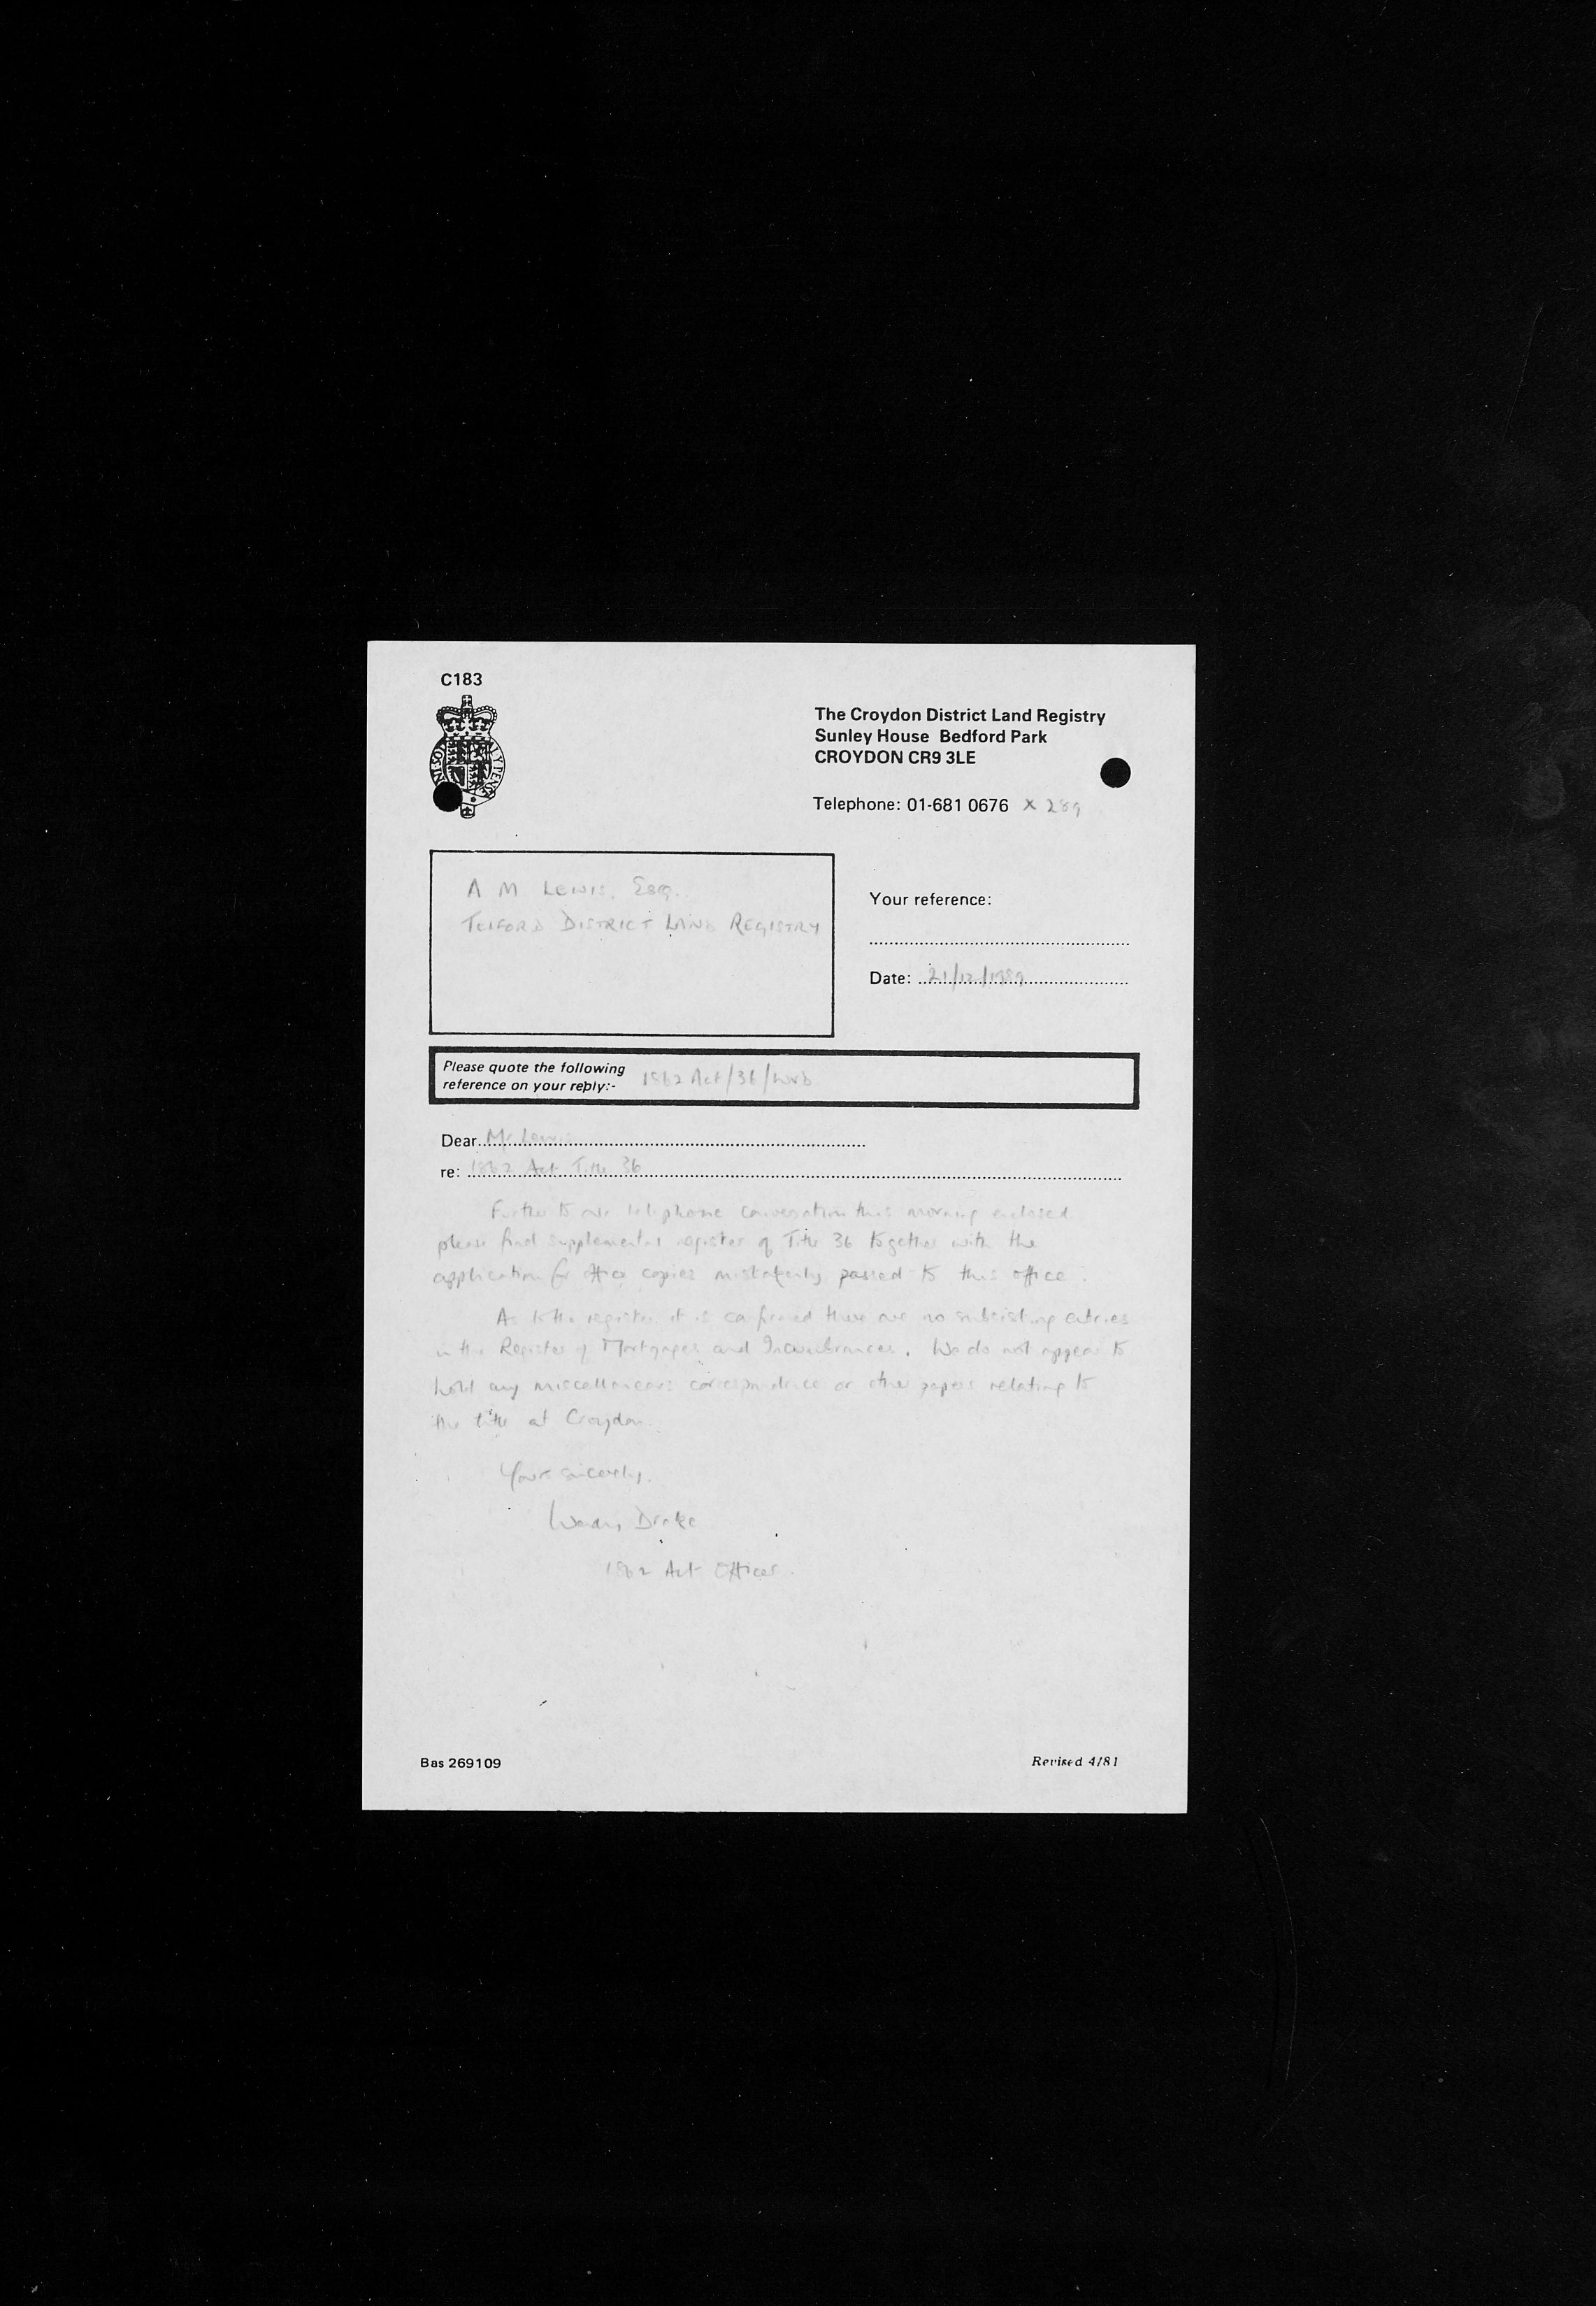 C183
The Croydon District Land Registry
Sunley House Bedford Park
CROYDON CR9 3LE
Telephone: 01-681 0676 x 289
A M LEWIS, ESQ.
TELFORD DISTRICT LAND REGISTRY
Your reference:
Date: 21/12/1989
Please quote the following
reference on your reply:- 1862 Act/36/
Dear Mr Lewis
re: 1862 Act Title 36
Further to our telephone conversation this morning enclosed
please find supplemental register of Title 36 together with the
application for office copies mistakenly passed to this office.
As to the register it is confirmed there are no subsisting entries
in the Register of Mortgages and Incumbrances. We do not appear to
hold any miscellaneous correspondence or other papers relating to
the title at Croydon.
Yours sincerely,
Drake
1862 Act Officer.
Bas 269109
Revised 4/81